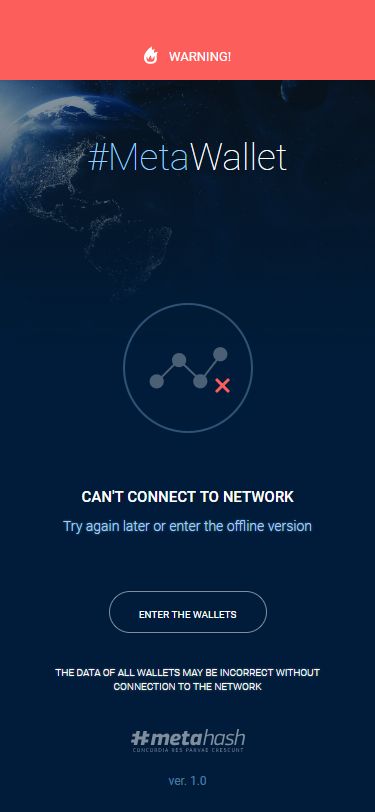 WARNING!
#MetaWallet
CAN'T CONNECT TO NETWORK
Try again later or enter the offline version
ENTER THE WALLETS
THE DATA OF ALL WALLETS MAY BE INCORRECT WITHOUT
CONNECTION TO THE NETWORK
#metahash
CONCORDIA RES PARVAE CRESCUNT
ver. 1.0